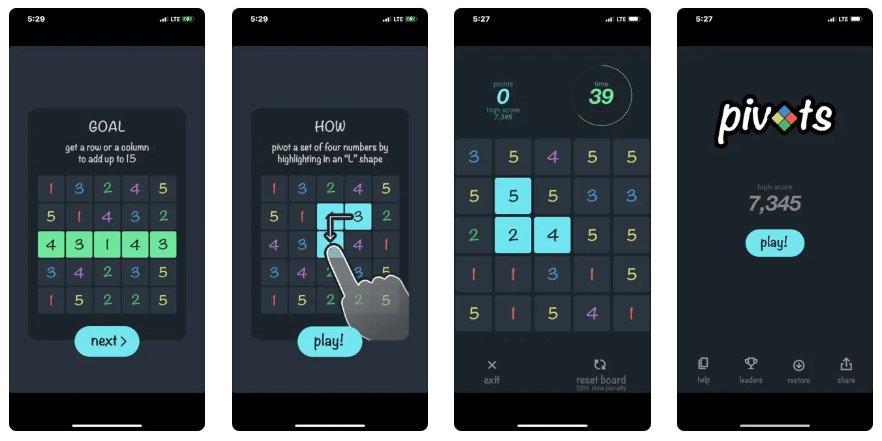 5:29
LTE
GOAL
get a row or a column
to add up to 15
1 3 2 4 5
5 1 4 3 2
4 3 1 4 3
3 4 2 3 5
1 5 2 2 5
next >
5:29
LTE
HOW
pivot a set of four numbers by
highlighting in an "L" shape
1 3 2 4 5
5 1 3 2
4 3 4 1
3 4 2 3 5
1 5 2 2 5
play!
5:27
LTE
points
0
high score
7,345
time
39
3 5 4 5 5
5 5 5 3 3
2 2 4 5 5
1 1 3 1 5
5 1 5 4 1
exit
reset board
33% time penalty
5:27
LTE
pivots
high score
7,345
play!
help
leaders
restore
share